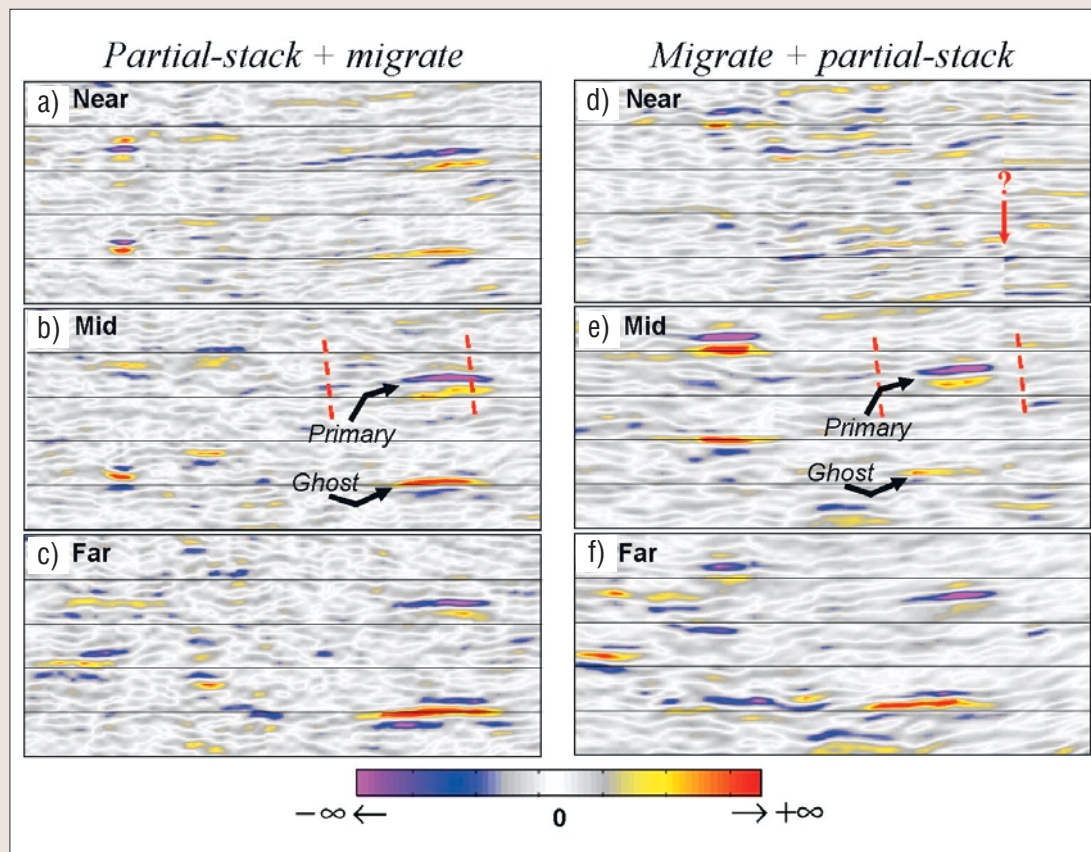 Partial-stack + migrate
Migrate + partial-stack
a) Near
b) Mid
Primary
Ghost
c) Far
d) Near
?
e) Mid
Primary
Ghost
f) Far
−∞ ← 0 → +∞